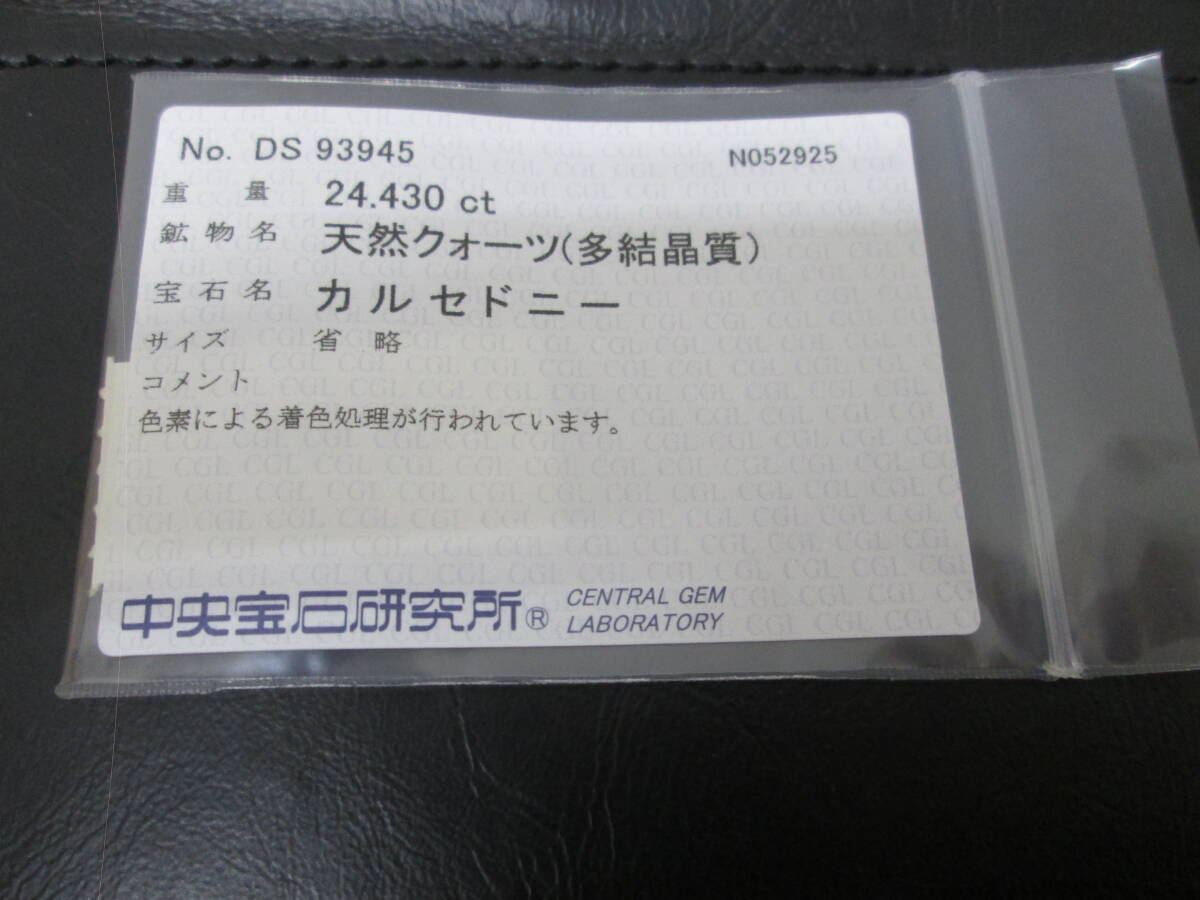 No. DS 93945 N052925
重量 24.430 ct
鉱物名 天然クォーツ(多結晶質)
宝石名 カルセドニー
サイズ 省略
コメント
色素による着色処理が行われています。
中央宝石研究所® CENTRAL GEM
LABORATORY